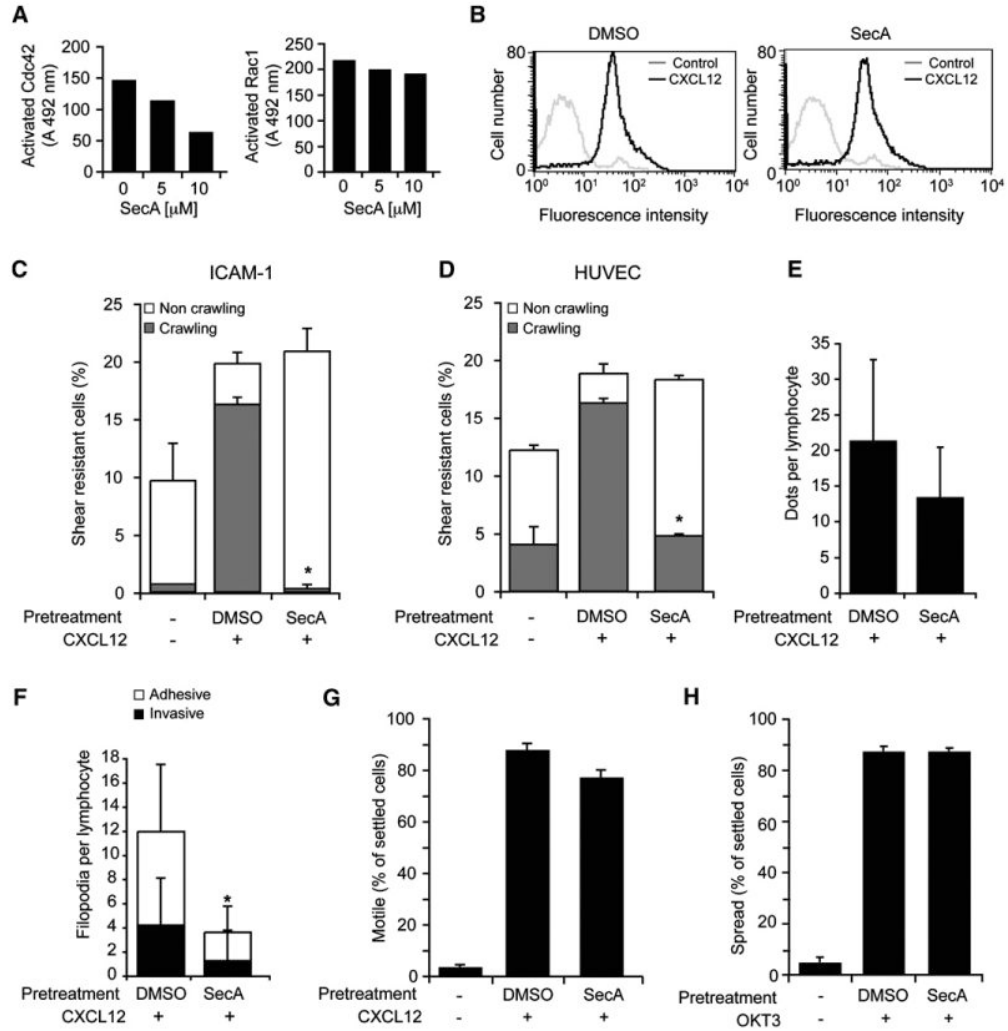 A
Activated Cdc42
(A 492 nm)
200
150
100
50
0
0 5 10
SecA [μM]
Activated Rac1
(A 492 nm)
250
200
150
100
50
0
0 5 10
SecA [μM]
B
DMSO
80
Control
CXCL12
Cell number
0
10⁰ 10¹ 10² 10³ 10⁴
Fluorescence intensity
SecA
80
Control
CXCL12
Cell number
0
10⁰ 10¹ 10² 10³ 10⁴
Fluorescence intensity
C
ICAM-1
Non crawling
Crawling
Shear resistant cells (%)
25
20
15
10
5
0
*
Pretreatment - DMSO SecA
CXCL12 - + +
D
HUVEC
Non crawling
Crawling
Shear resistant cells (%)
25
20
15
10
5
0
*
Pretreatment - DMSO SecA
CXCL12 - + +
E
Dots per lymphocyte
35
30
25
20
15
10
5
0
Pretreatment DMSO SecA
CXCL12 + +
F
Adhesive
Invasive
Filopodia per lymphocyte
18
16
14
12
10
8
6
4
2
0
*
Pretreatment DMSO SecA
CXCL12 + +
G
Motile (% of settled cells)
100
80
60
40
20
0
Pretreatment - DMSO SecA
CXCL12 - + +
H
Spread (% of settled cells)
100
80
60
40
20
0
Pretreatment - DMSO SecA
OKT3 - + +